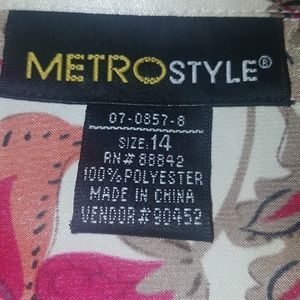 METROSTYLE®
07-0857-8
SIZE:14
RN# 88842
100% POLYESTER
MADE IN CHINA
VENDOR# 90452